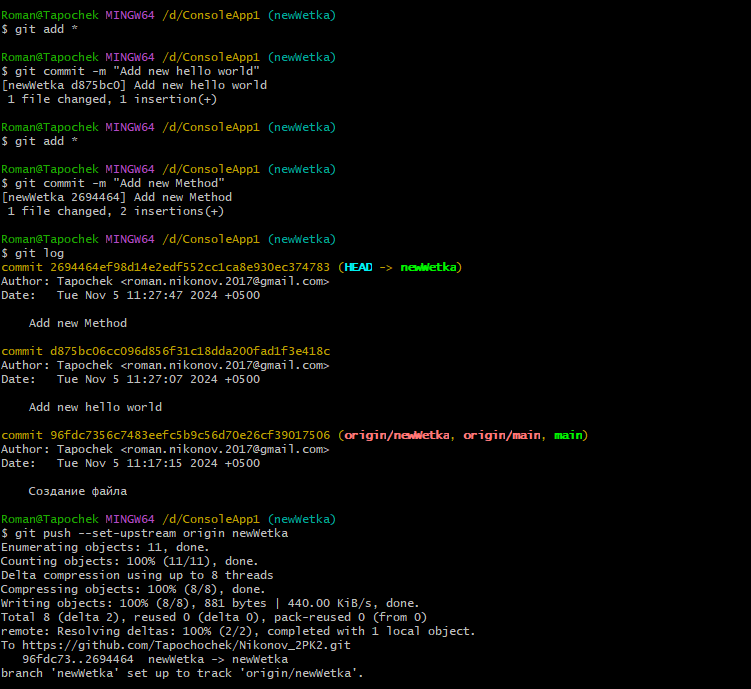 Roman@Tapochek MINGW64 /d/ConsoleApp1 (newWetka)
$ git add *
Roman@Tapochek MINGW64 /d/ConsoleApp1 (newWetka)
$ git commit -m "Add new hello world"
[newWetka d875bc0] Add new hello world
1 file changed, 1 insertion(+)
Roman@Tapochek MINGW64 /d/ConsoleApp1 (newWetka)
$ git add *
Roman@Tapochek MINGW64 /d/ConsoleApp1 (newWetka)
$ git commit -m "Add new Method"
[newWetka 2694464] Add new Method
1 file changed, 2 insertions(+)
Roman@Tapochek MINGW64 /d/ConsoleApp1 (newWetka)
$ git log
commit 2694464ef98d14e2edf552cc1ca8e930ec374783 (HEAD -> newWetka)
Author: Tapochek <roman.nikonov.2017@gmail.com>
Date:   Tue Nov 5 11:27:47 2024 +0500
Add new Method
commit d875bc06cc096d856f31c18dda200fad1f3e418c
Author: Tapochek <roman.nikonov.2017@gmail.com>
Date:   Tue Nov 5 11:27:07 2024 +0500
Add new hello world
commit 96fdc7356c7483eefc5b9c56d70e26cf39017506 (origin/newWetka, origin/main, main)
Author: Tapochek <roman.nikonov.2017@gmail.com>
Date:   Tue Nov 5 11:17:15 2024 +0500
Создание файла
Roman@Tapochek MINGW64 /d/ConsoleApp1 (newWetka)
$ git push --set-upstream origin newWetka
Enumerating objects: 11, done.
Counting objects: 100% (11/11), done.
Delta compression using up to 8 threads
Compressing objects: 100% (8/8), done.
Writing objects: 100% (8/8), 881 bytes | 440.00 KiB/s, done.
Total 8 (delta 2), reused 0 (delta 0), pack-reused 0 (from 0)
remote: Resolving deltas: 100% (2/2), completed with 1 local object.
To https://github.com/Tapochochek/Nikonov_2PK2.git
96fdc73..2694464  newWetka -> newWetka
branch 'newWetka' set up to track 'origin/newWetka'.